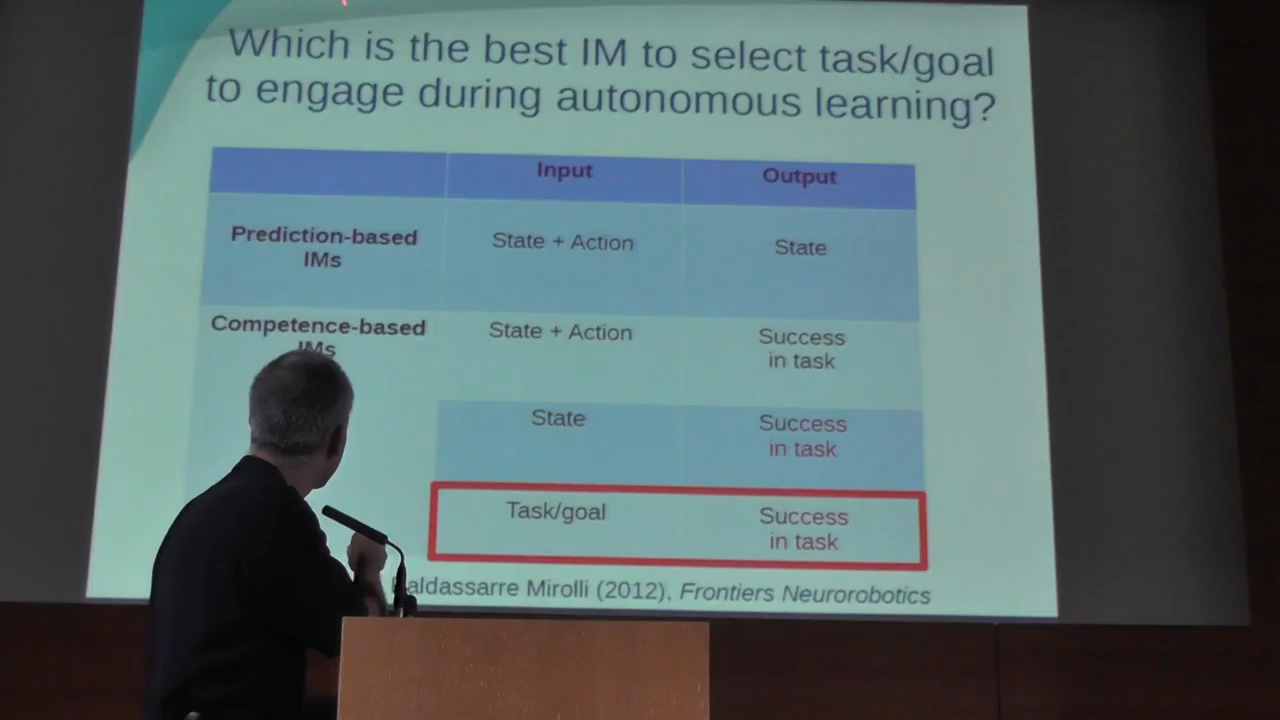 Which is the best IM to select task/goal
to engage during autonomous learning?
Input Output
Prediction-based
IMs
State + Action
State
Competence-based
IMs
State + Action
Success
in task
State
Success
in task
Task/goal
Success
in task
Mirolli (2012), Frontiers Neurorobotics